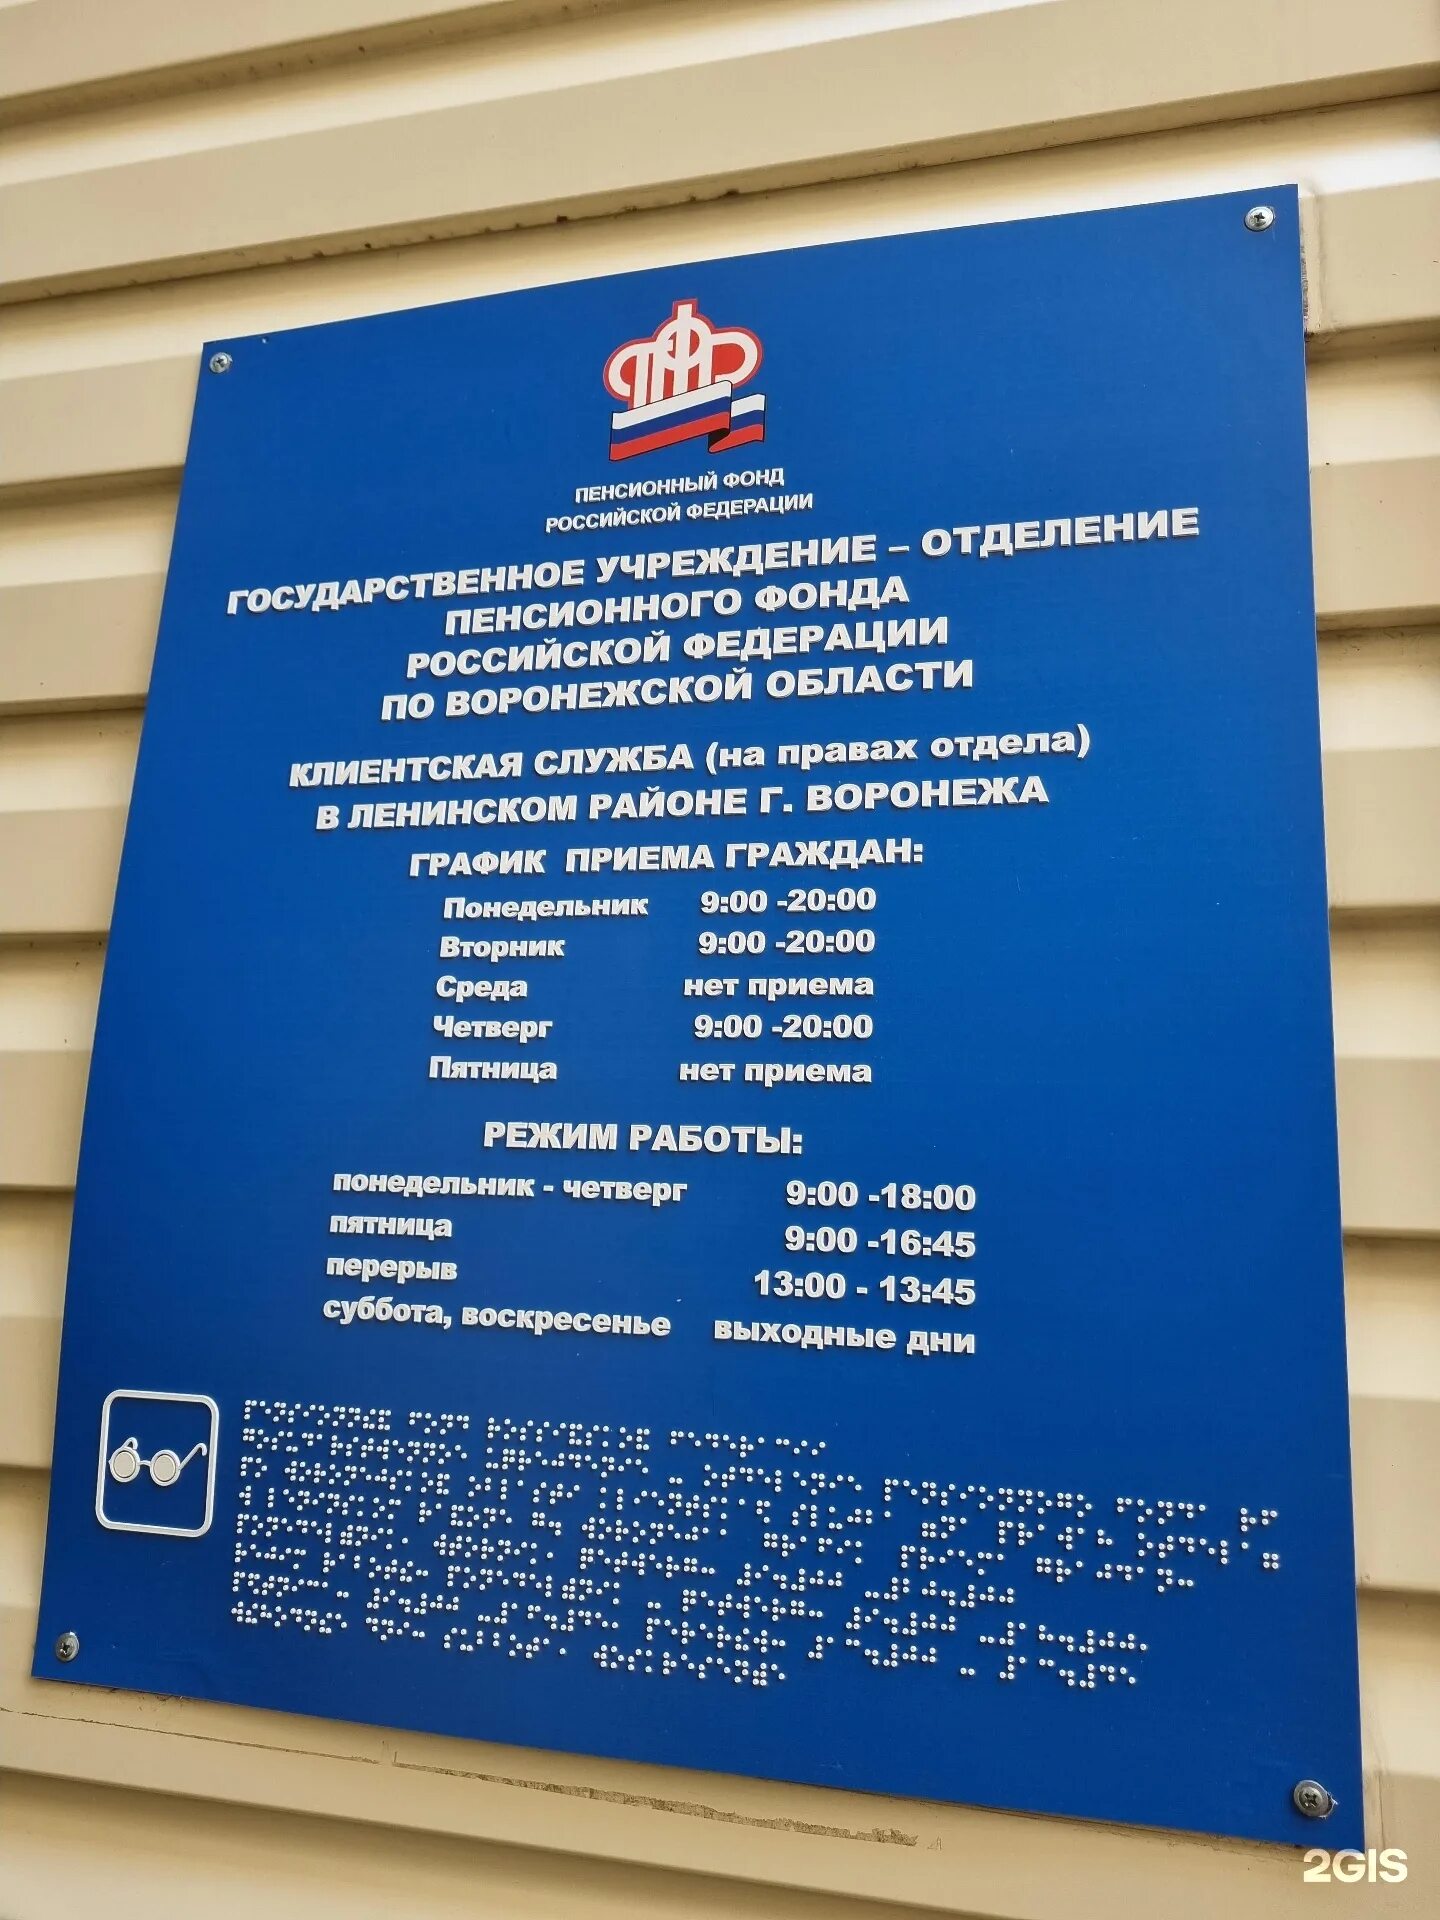 ПЕНСИОННЫЙ ФОНД
РОССИЙСКОЙ ФЕДЕРАЦИИ
ГОСУДАРСТВЕННОЕ УЧРЕЖДЕНИЕ – ОТДЕЛЕНИЕ
ПЕНСИОННОГО ФОНДА
РОССИЙСКОЙ ФЕДЕРАЦИИ
ПО ВОРОНЕЖСКОЙ ОБЛАСТИ
КЛИЕНТСКАЯ СЛУЖБА (на правах отдела)
В ЛЕНИНСКОМ РАЙОНЕ Г. ВОРОНЕЖА
ГРАФИК ПРИЕМА ГРАЖДАН:
Понедельник 9:00 -20:00
Вторник 9:00 -20:00
Среда нет приема
Четверг 9:00 -20:00
Пятница нет приема
РЕЖИМ РАБОТЫ:
понедельник - четверг 9:00 -18:00
пятница 9:00 -16:45
перерыв 13:00 - 13:45
суббота, воскресенье выходные дни
2GIS